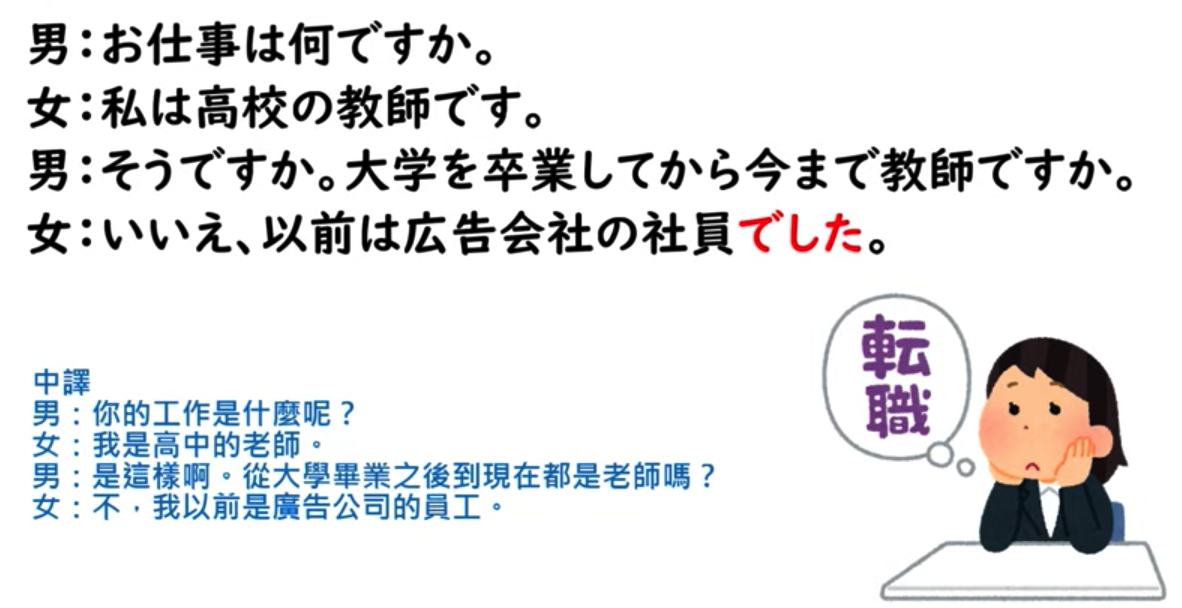 男：お仕事は何ですか。
女：私は高校の教師です。
男：そうですか。大学を卒業してから今まで教師ですか。
女：いいえ、以前は広告会社の社員でした。
転職
中譯
男：你的工作是什麼呢？
女：我是高中的老師。
男：是這樣啊。從大學畢業之後到現在都是老師嗎？
女：不，我以前是廣告公司的員工。